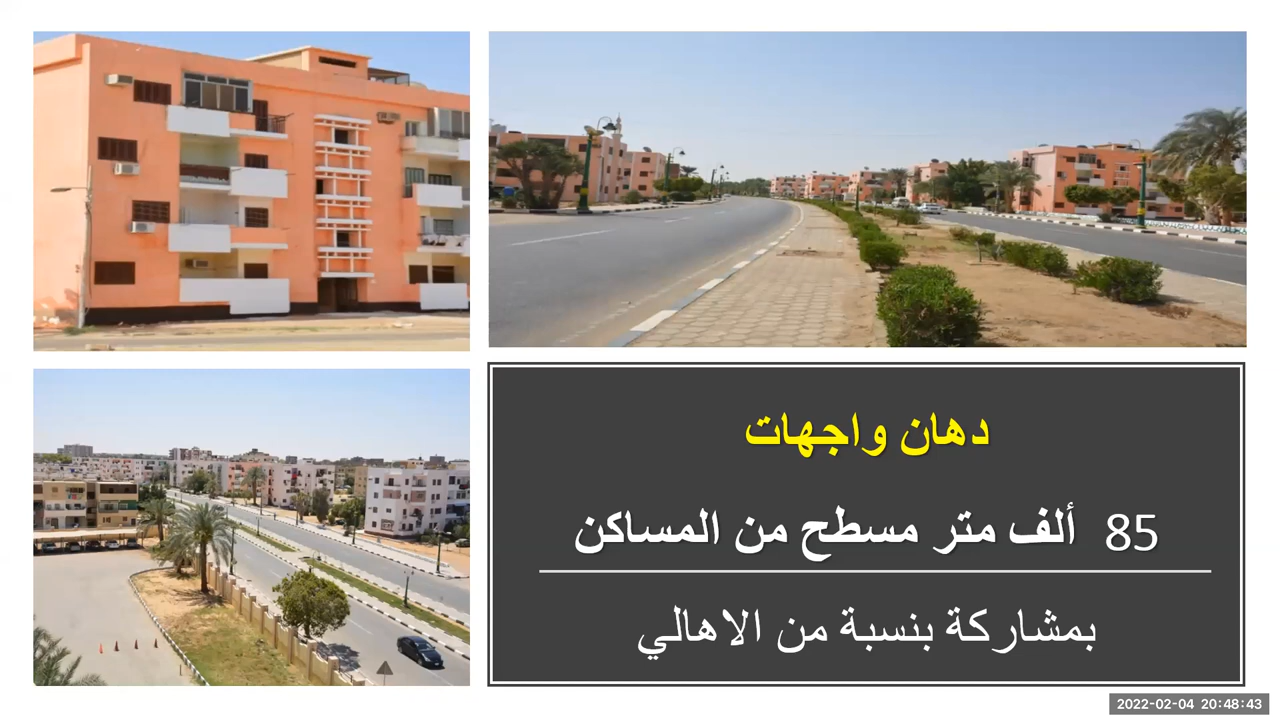 دهان واجهات
85 ألف متر مسطح من المساكن
بمشاركة بنسبة من الاهالي
2022-02-04 20:48:43